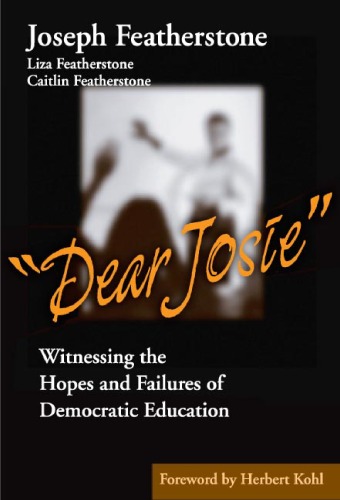 Joseph Featherstone
Liza Featherstone
Caitlin Featherstone
“Dear Josie”
Witnessing the
Hopes and Failures of
Democratic Education
Foreword by Herbert Kohl